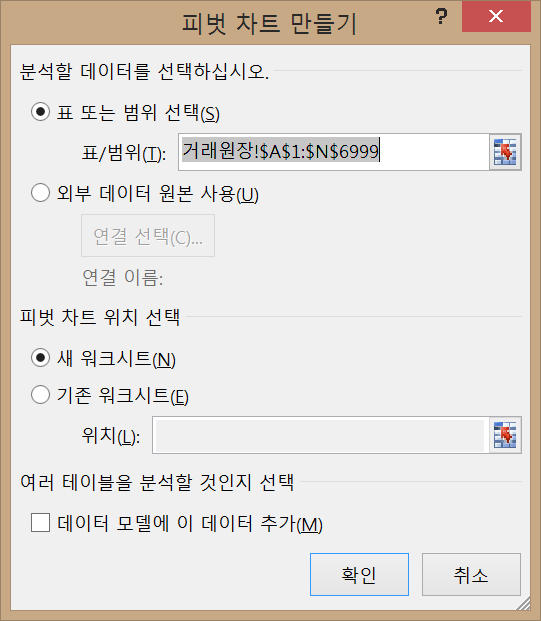 피벗 차트 만들기
?
분석할 데이터를 선택하십시오.
표 또는 범위 선택(S)
표/범위(T):
거래원장!$A$1:$N$6999
외부 데이터 원본 사용(U)
연결 선택(C)...
연결 이름:
피벗 차트 위치 선택
새 워크시트(N)
기존 워크시트(E)
위치(L):
여러 테이블을 분석할 것인지 선택
데이터 모델에 이 데이터 추가(M)
확인
취소